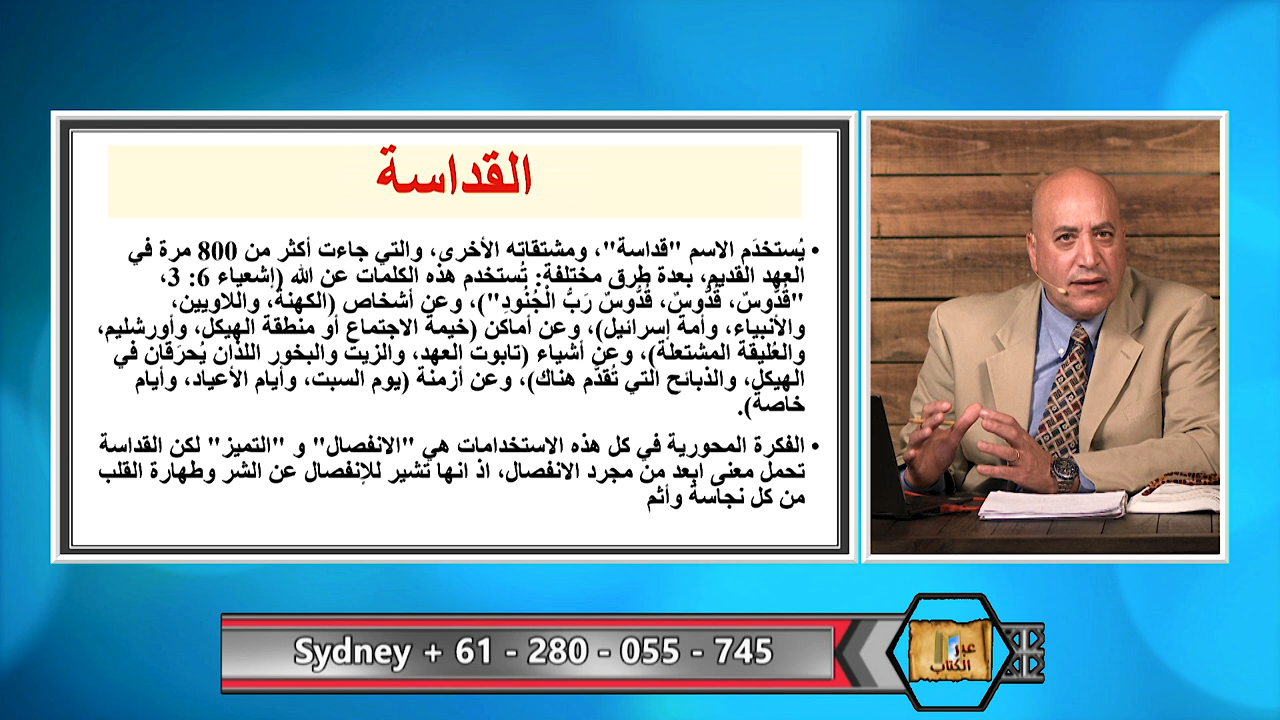 القداسة
• يُستخدَم الاسم "قداسة"، ومشتقاته الأخرى، والتي جاءت أكثر من 800 مرة في
العهد القديم، بعدة طرق مختلفة: تُستخدم هذه الكلمات عن الله (إشعياء 6: 3،
"قُدُّوسٌ، قُدُّوسٌ، قُدُّوسٌ رَبُّ الْجُنُودِ")، وعن أشخاص (الكهنة، واللاويين،
والأنبياء، وأمة إسرائيل)، وعن أماكن (خيمة الاجتماع أو منطقة الهيكل، وأورشليم،
والعُليقة المشتعلة)، وعن أشياء (تابوت العهد، والزيت والبخور اللذان يُحرَقان في
الهيكل، والذبائح التي تُقدَّم هناك)، وعن أزمنة (يوم السبت، وأيام الأعياد، وأيام
خاصة).
• الفكرة المحورية في كل هذه الاستخدامات هي "الانفصال" و "التميز" لكن القداسة
تحمل معنى ابعد من مجرد الانفصال، اذ انها تشير للإنفصال عن الشر وطهارة القلب
من كل نجاسة وأثم
Sydney + 61 - 280 - 055 - 745
عبر
الكتاب